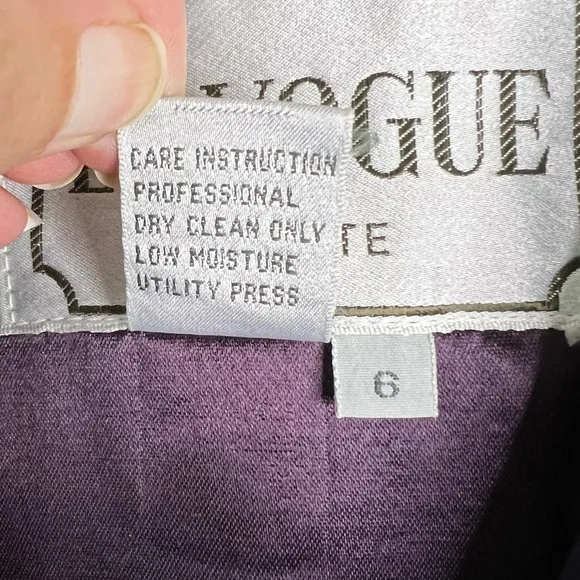 VOGUE
TE
CARE INSTRUCTION
PROFESSIONAL
DRY CLEAN ONLY
LOW MOISTURE
UTILITY PRESS
6